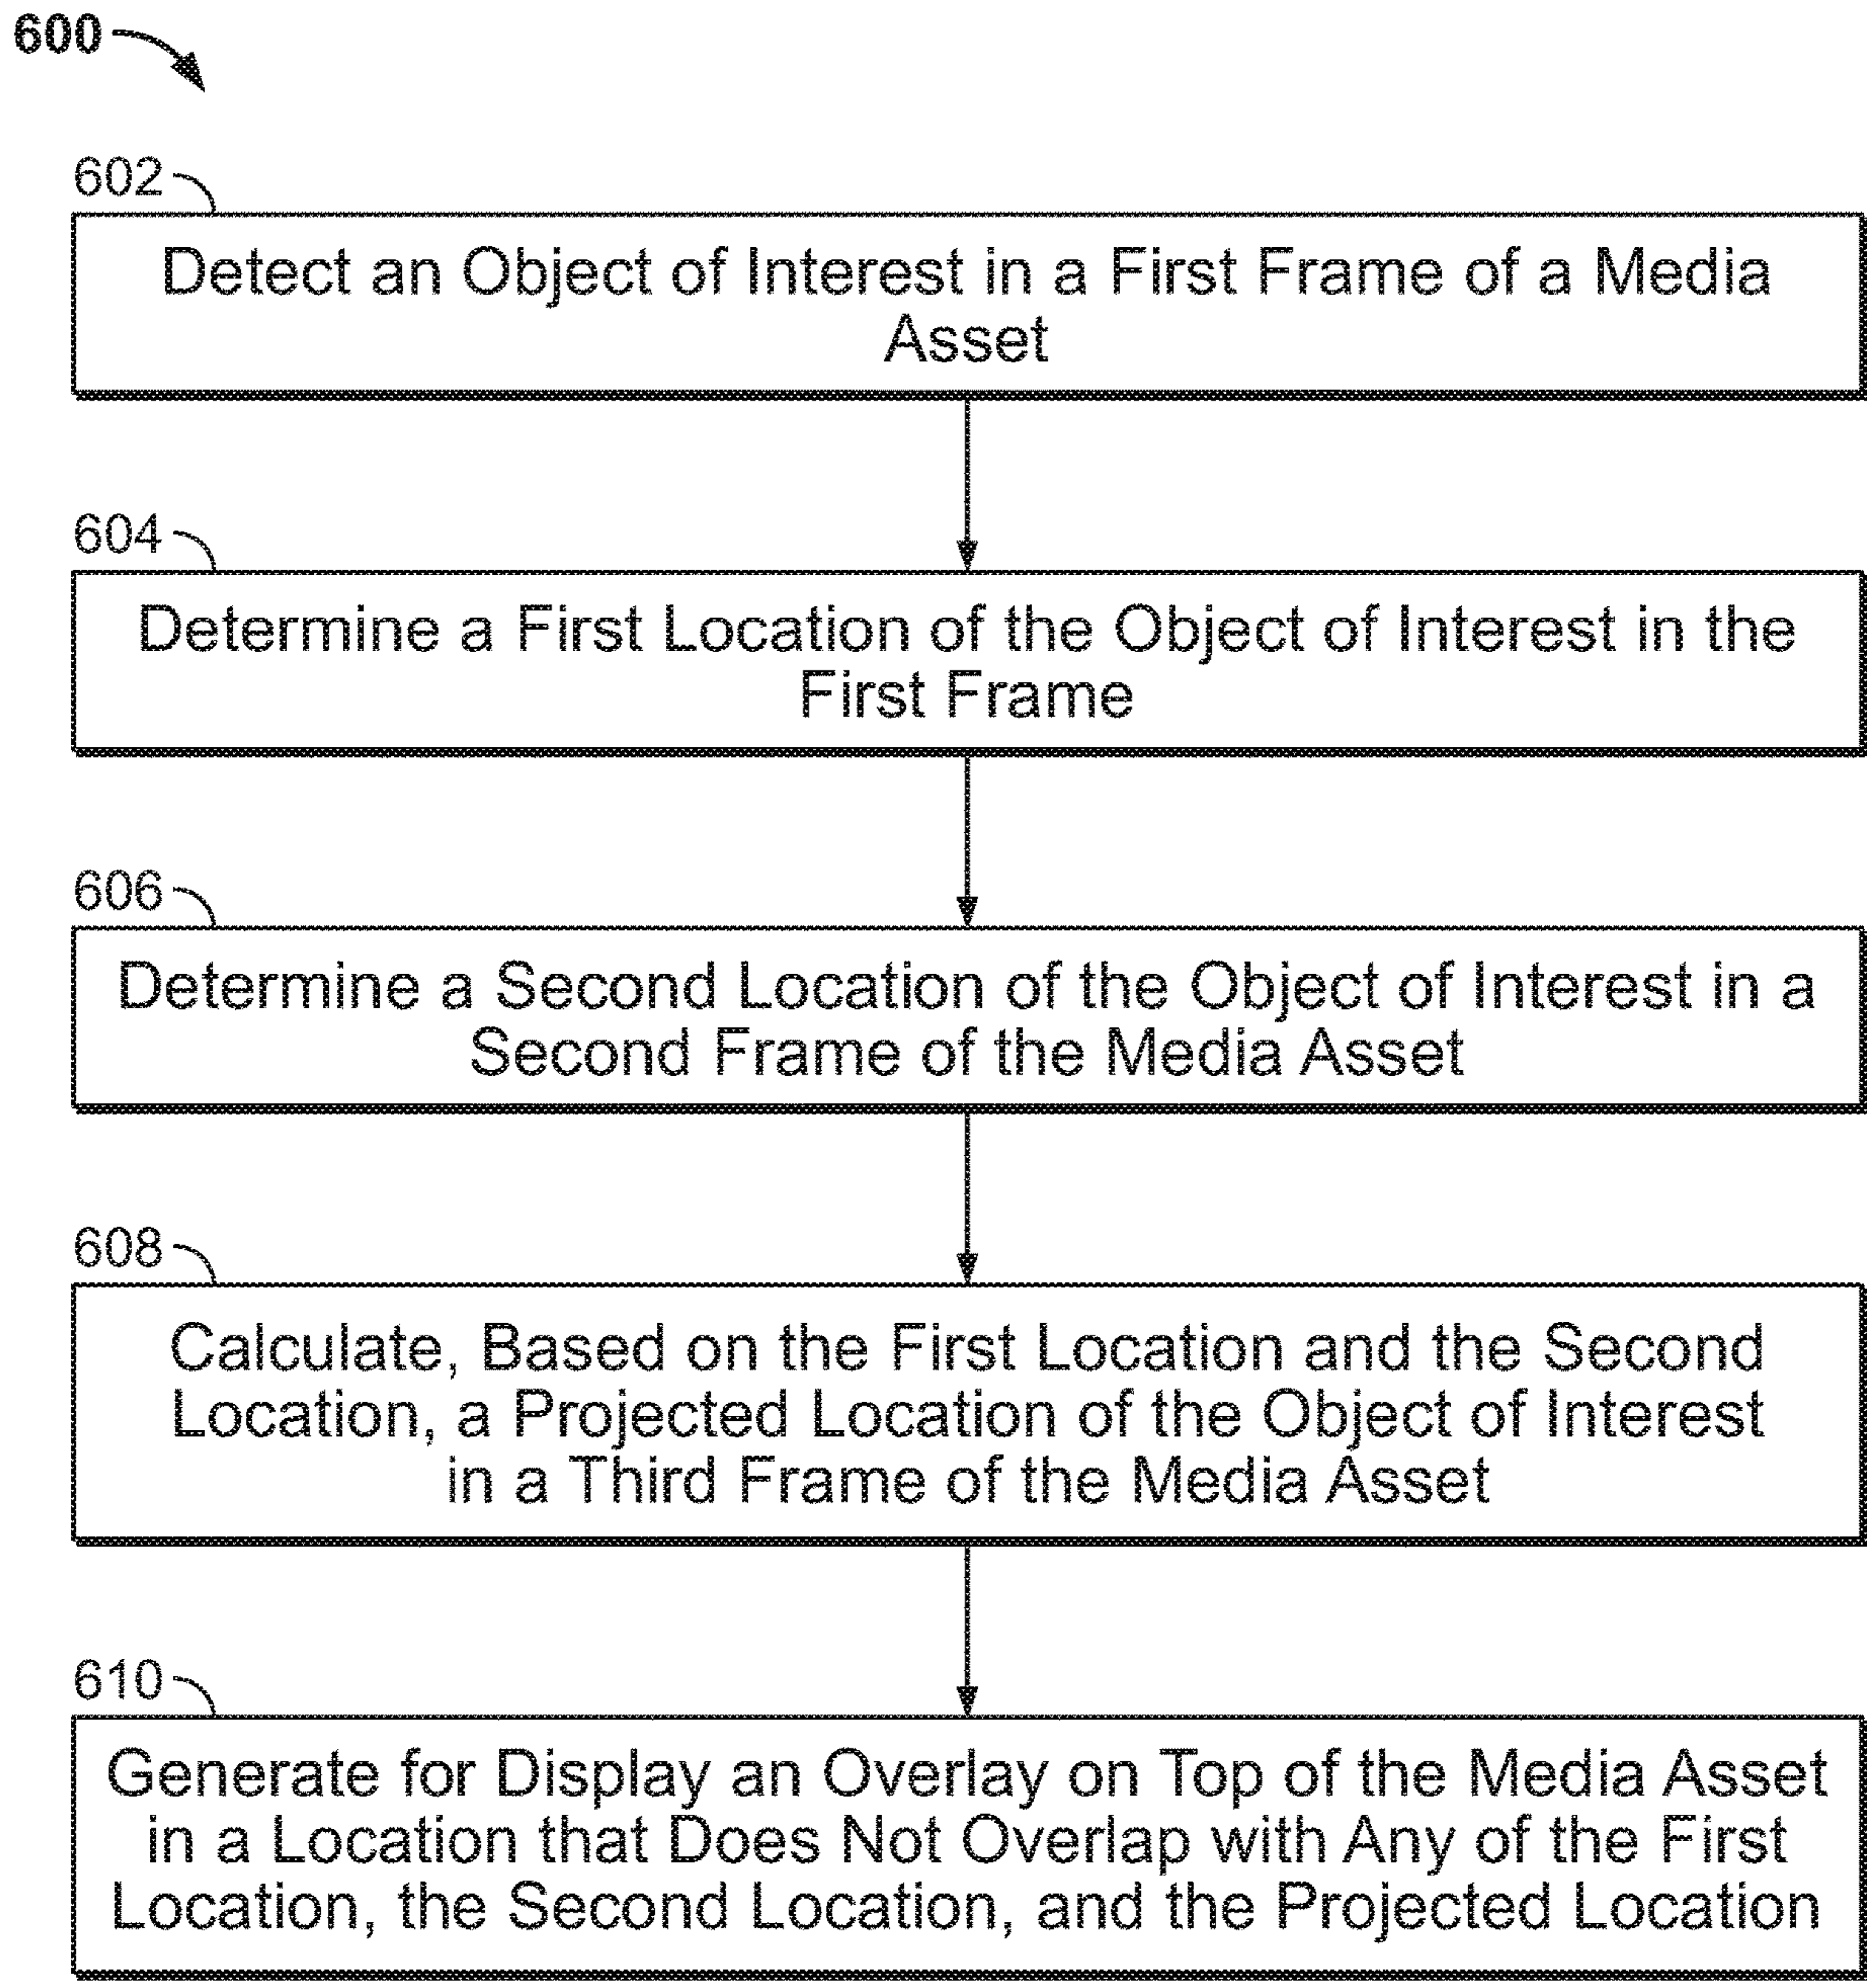 600
602
Detect an Object of Interest in a First Frame of a Media
Asset
604
Determine a First Location of the Object of Interest in the
First Frame
606
Determine a Second Location of the Object of Interest in a
Second Frame of the Media Asset
608
Calculate, Based on the First Location and the Second
Location, a Projected Location of the Object of Interest
in a Third Frame of the Media Asset
610
Generate for Display an Overlay on Top of the Media Asset
in a Location that Does Not Overlap with Any of the First
Location, the Second Location, and the Projected Location